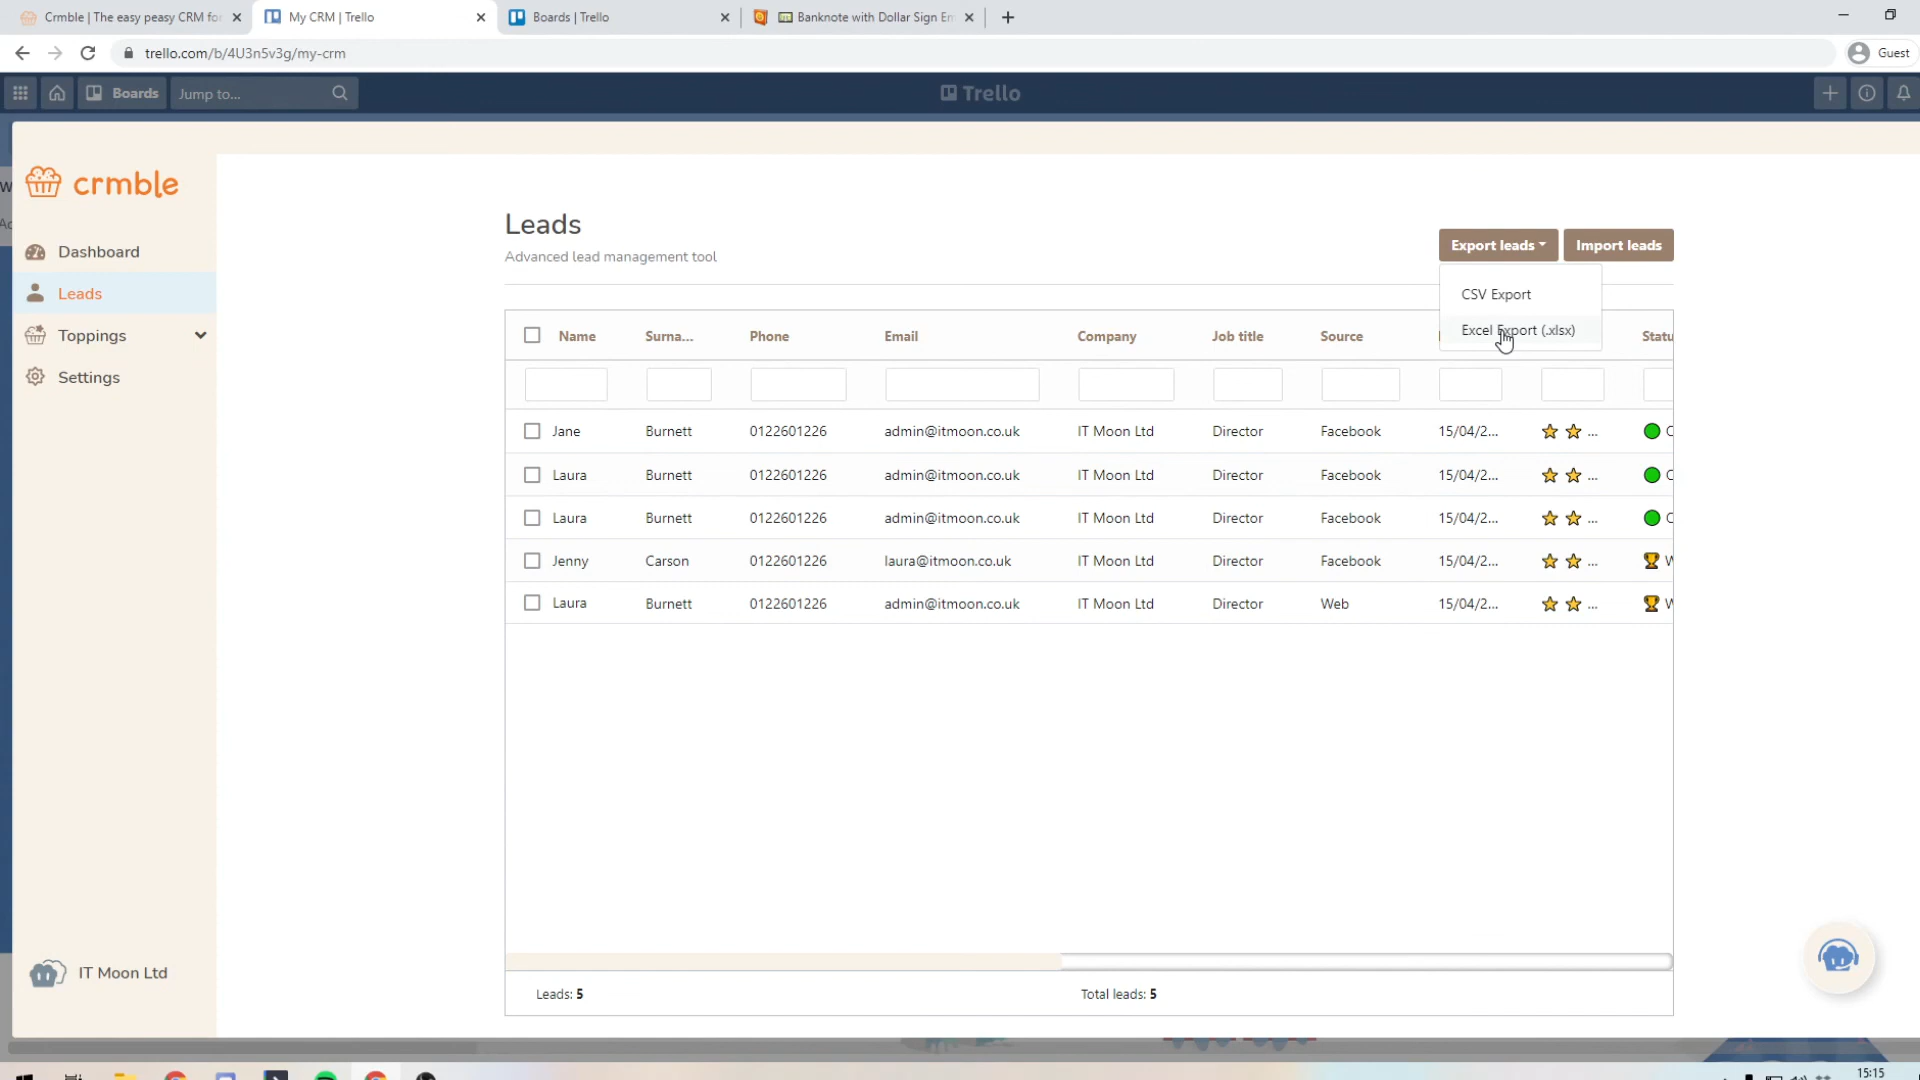 Crmble | The easy peasy CRM fo
My CRM | Trello
Boards | Trello
Banknote with Dollar Sign Em
trello.com/b/4U3n5v3g/my-crm
Guest
Boards
Jump to...
Trello
crmble
Dashboard
Leads
Toppings
Settings
IT Moon Ltd
Leads
Advanced lead management tool
Export leads
Import leads
CSV Export
Excel Export (.xlsx)
Name Surna... Phone Email Company Job title Source Statu
Jane Burnett 0122601226 admin@itmoon.co.uk IT Moon Ltd Director Facebook 15/04/2... ... C
Laura Burnett 0122601226 admin@itmoon.co.uk IT Moon Ltd Director Facebook 15/04/2... ... C
Laura Burnett 0122601226 admin@itmoon.co.uk IT Moon Ltd Director Facebook 15/04/2... ... C
Jenny Carson 0122601226 laura@itmoon.co.uk IT Moon Ltd Director Facebook 15/04/2... ... W
Laura Burnett 0122601226 admin@itmoon.co.uk IT Moon Ltd Director Web 15/04/2... ... W
Leads: 5
Total leads: 5
15:15